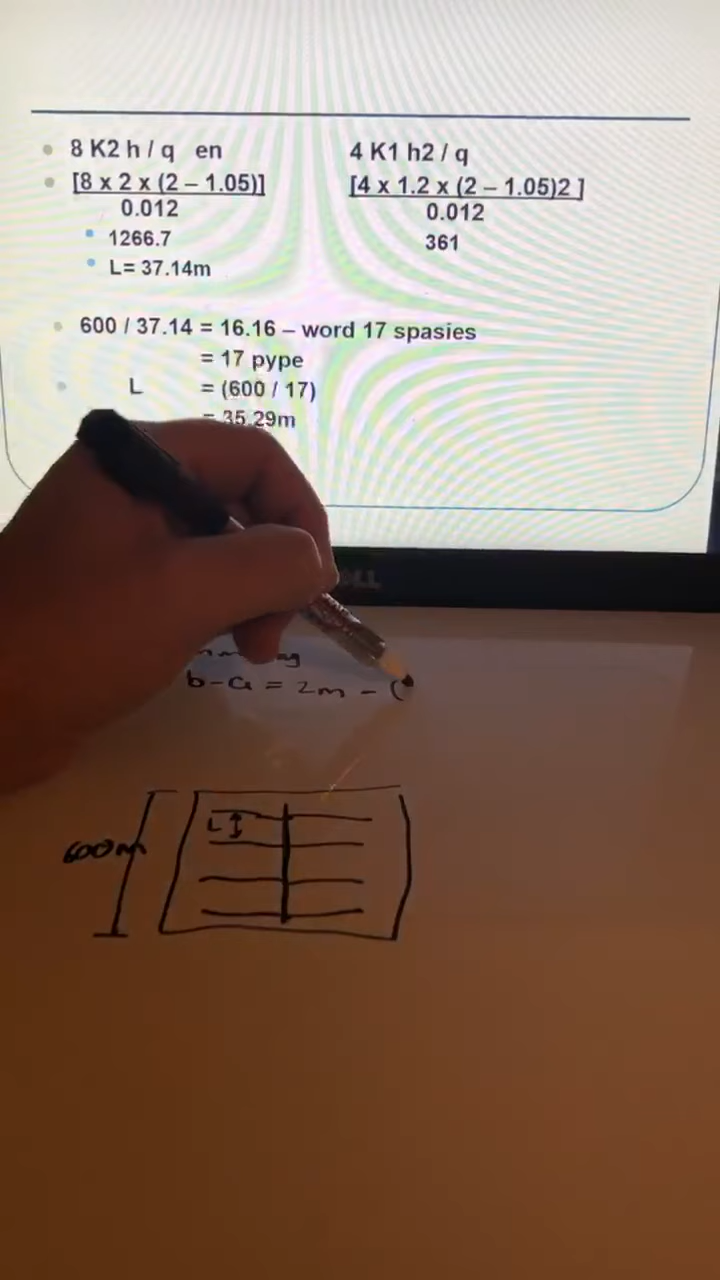 8 K2 h / q en 4 K1 h2 / q
[8 x 2 x (2 – 1.05)] [4 x 1.2 x (2 – 1.05)2 ]
0.012 0.012
1266.7 361
L= 37.14m
600 / 37.14 = 16.16 – word 17 spasies
= 17 pype
L = (600 / 17)
= 35.29m
b-a = 2m - (
L
600m